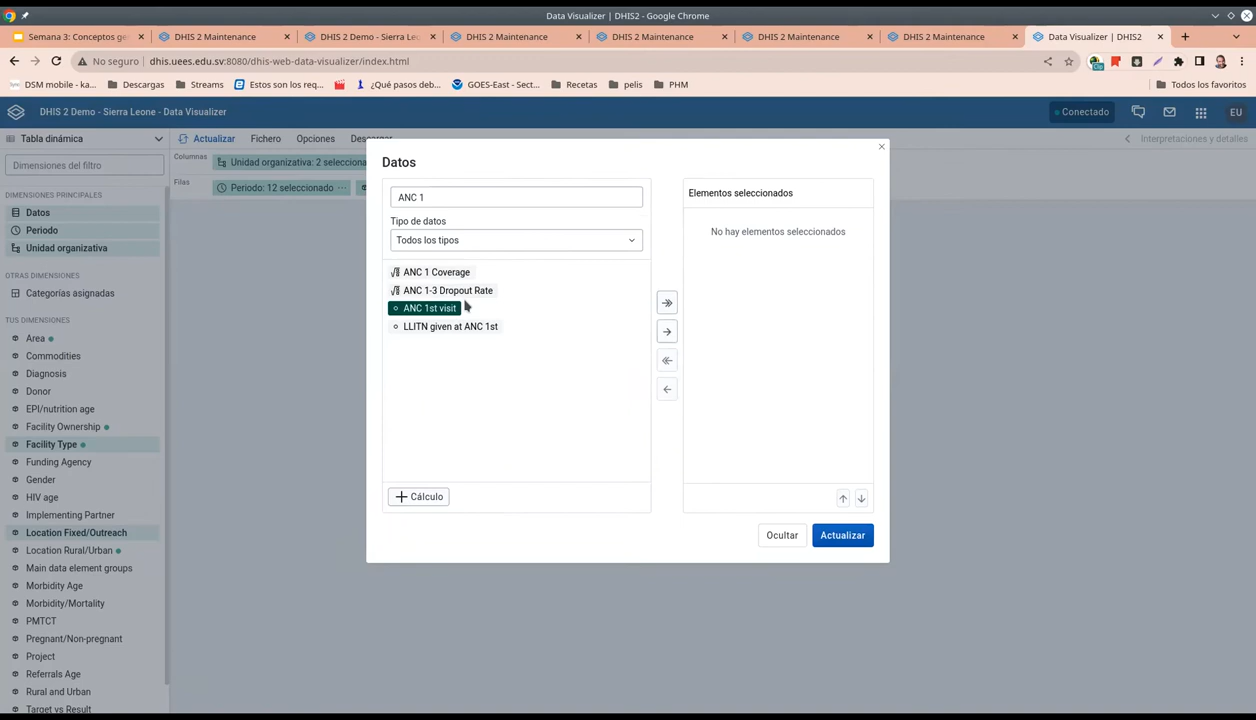 Data Visualizer | DHIS2 - Google Chrome
Semana 3: Conceptos ge
DHIS 2 Maintenance
DHIS 2 Demo - Sierra Leon
DHIS 2 Maintenance
DHIS 2 Maintenance
DHIS 2 Maintenance
DHIS 2 Maintenance
Data Visualizer | DHIS2
No seguro
dhis.uees.edu.sv:8080/dhis-web-data-visualizer/index.html
DSM mobile - ka...
Descargas
Streams
Estos son los req...
¿Qué pasos deb...
GOES-East - Sect...
Recetas
pelis
PHM
Todos los favoritos
DHIS 2 Demo - Sierra Leone - Data Visualizer
Conectado
EU
Tabla dinámica
Actualizar
Fichero
Opciones
Descargar
Interpretaciones y detalles
Dimensiones del filtro
Columnas
Unidad organizativa: 2 selecciona
Filas
Periodo: 12 seleccionado
DIMENSIONES PRINCIPALES
Datos
Periodo
Unidad organizativa
OTRAS DIMENSIONES
Categorías asignadas
TUS DIMENSIONES
Area
Commodities
Diagnosis
Donor
EPI/nutrition age
Facility Ownership
Facility Type
Funding Agency
Gender
HIV age
Implementing Partner
Location Fixed/Outreach
Location Rural/Urban
Main data element groups
Morbidity Age
Morbidity/Mortality
PMTCT
Pregnant/Non-pregnant
Project
Referrals Age
Rural and Urban
Target vs Result
Datos
ANC 1
Tipo de datos
Todos los tipos
ANC 1 Coverage
ANC 1-3 Dropout Rate
ANC 1st visit
LLITN given at ANC 1st
Cálculo
Elementos seleccionados
No hay elementos seleccionados
Ocultar
Actualizar